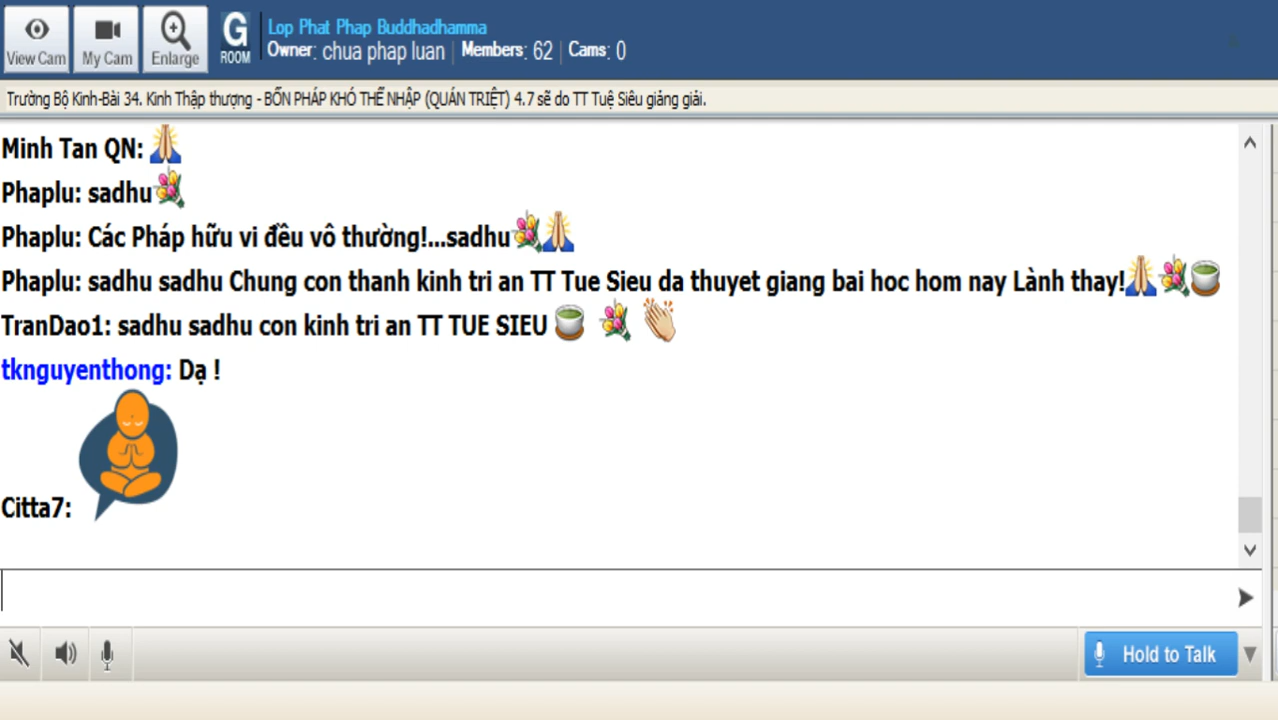 View Cam
My Cam
Enlarge
G
ROOM
Lop Phat Phap Buddhadhamma
Owner: chua phap luan | Members: 62 | Cams: 0
Trường Bộ Kinh-Bài 34. Kinh Thập thượng - BỐN PHÁP KHÓ THỂ NHẬP (QUÁN TRIỆT) 4.7 sẽ do TT Tuệ Siêu giảng giải.
Minh Tan QN:
Phaplu: sadhu
Phaplu: Các Pháp hữu vi đều vô thường!...sadhu
Phaplu: sadhu sadhu Chung con thanh kinh tri an TT Tue Sieu da thuyet giang bai hoc hom nay Lành thay!
TranDao1: sadhu sadhu con kinh tri an TT TUE SIEU
tknguyenthong: Dạ !
Citta7:
Hold to Talk